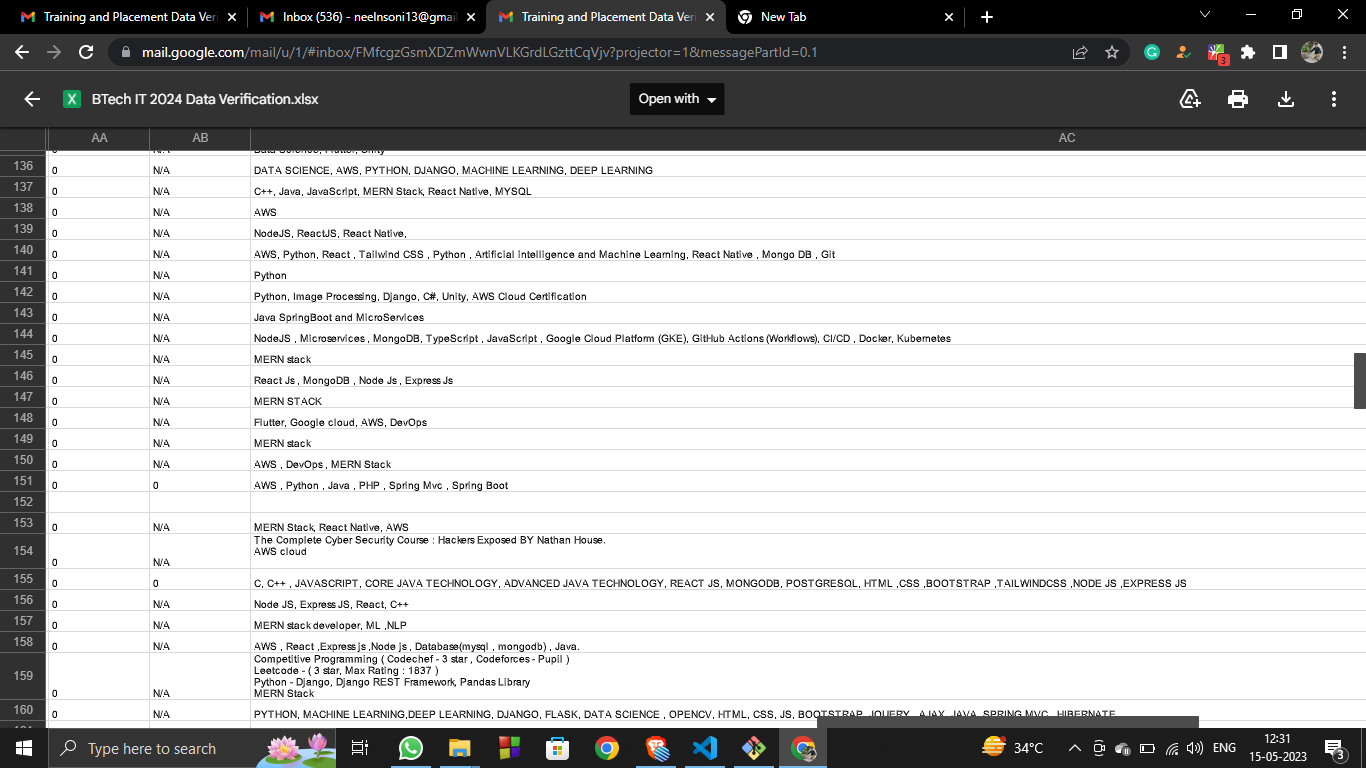 Training and Placement Data Veri
Inbox (536) - neelnsoni13@gmail
Training and Placement Data Veri
New Tab
mail.google.com/mail/u/1/#inbox/FMfcgzGsmXDZmWwnVLKGrdLGzttCqVjv?projector=1&messagePartId=0.1
3
X BTech IT 2024 Data Verification.xlsx
Open with
AA AB AC
Data Science, Flutter, Unity
136 0 N/A DATA SCIENCE, AWS, PYTHON, DJANGO, MACHINE LEARNING, DEEP LEARNING
137 0 N/A C++, Java, JavaScript, MERN Stack, React Native, MYSQL
138 0 N/A AWS
139 0 N/A NodeJS, ReactJS, React Native,
140 0 N/A AWS, Python, React , Tailwind CSS , Python , Artificial intelligence and Machine Learning, React Native , Mongo DB , Git
141 0 N/A Python
142 0 N/A Python, Image Processing, Django, C#, Unity, AWS Cloud Certification
143 0 N/A Java SpringBoot and MicroServices
144 0 N/A NodeJS , Microservices , MongoDB, TypeScript , JavaScript , Google Cloud Platform (GKE), GitHub Actions (Workflows), CI/CD , Docker, Kubernetes
145 0 N/A MERN stack
146 0 N/A React Js , MongoDB , Node Js , Express Js
147 0 N/A MERN STACK
148 0 N/A Flutter, Google cloud, AWS, DevOps
149 0 N/A MERN stack
150 0 N/A AWS , DevOps , MERN Stack
151 0 0 AWS , Python , Java , PHP , Spring Mvc , Spring Boot
152
153 0 N/A MERN Stack, React Native, AWS
The Complete Cyber Security Course : Hackers Exposed BY Nathan House.
154 AWS cloud
0 N/A
155 0 0 C, C++ , JAVASCRIPT, CORE JAVA TECHNOLOGY, ADVANCED JAVA TECHNOLOGY, REACT JS, MONGODB, POSTGRESQL, HTML ,CSS ,BOOTSTRAP ,TAILWINDCSS ,NODE JS ,EXPRESS JS
156 0 N/A Node JS, Express JS, React, C++
157 0 N/A MERN stack developer, ML ,NLP
158 0 N/A AWS , React ,Express js ,Node js , Database(mysql , mongodb) , Java.
Competitive Programming ( Codechef - 3 star , Codeforces - Pupil )
Leetcode - ( 3 star, Max Rating : 1837 )
159 Python - Django, Django REST Framework, Pandas Library
0 N/A MERN Stack
160 0 N/A PYTHON, MACHINE LEARNING,DEEP LEARNING, DJANGO, FLASK, DATA SCIENCE , OPENCV, HTML, CSS, JS, BOOTSTRAP, JQUERY , AJAX, JAVA, SPRING MVC , HIBERNATE
Type here to search
34°C
ENG
12:31
15-05-2023
3